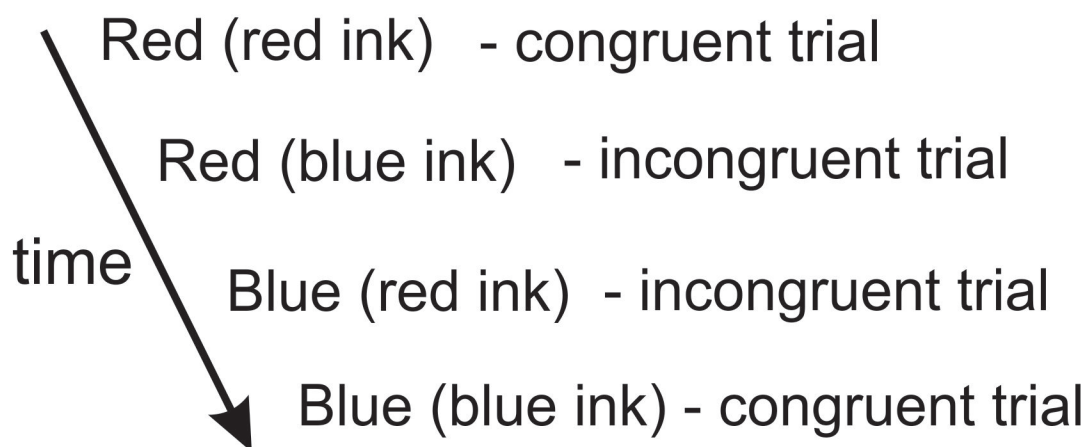 Red (red ink) - congruent trial
Red (blue ink) - incongruent trial
time
Blue (red ink) - incongruent trial
Blue (blue ink) - congruent trial